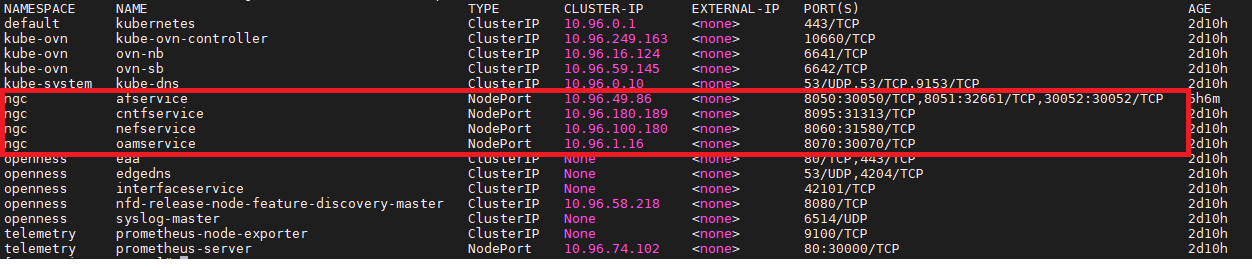 NAMESPACE NAME TYPE CLUSTER-IP EXTERNAL-IP PORT(S) AGE
default kubernetes ClusterIP 10.96.0.1 <none> 443/TCP 2d10h
kube-ovn kube-ovn-controller ClusterIP 10.96.249.163 <none> 10660/TCP 2d10h
kube-ovn ovn-nb ClusterIP 10.96.16.124 <none> 6641/TCP 2d10h
kube-ovn ovn-sb ClusterIP 10.96.59.145 <none> 6642/TCP 2d10h
kube-system kube-dns ClusterIP 10.96.0.10 <none> 53/UDP,53/TCP,9153/TCP 2d10h
ngc afservice NodePort 10.96.49.86 <none> 8050:30050/TCP,8051:32661/TCP,30052:30052/TCP 6h6m
ngc cntfservice NodePort 10.96.180.189 <none> 8095:31313/TCP 2d10h
ngc nefservice NodePort 10.96.100.180 <none> 8060:31580/TCP 2d10h
ngc oamservice NodePort 10.96.1.16 <none> 8070:30070/TCP 2d10h
openness eaa ClusterIP None <none> 80/TCP,443/TCP 2d10h
openness edgedns ClusterIP None <none> 53/UDP,4204/TCP 2d10h
openness interfaceservice ClusterIP None <none> 42101/TCP 2d10h
openness nfd-release-node-feature-discovery-master ClusterIP 10.96.58.218 <none> 8080/TCP 2d10h
openness syslog-master ClusterIP None <none> 6514/UDP 2d10h
telemetry prometheus-node-exporter ClusterIP None <none> 9100/TCP 2d10h
telemetry prometheus-server NodePort 10.96.74.102 <none> 80:30000/TCP 2d10h